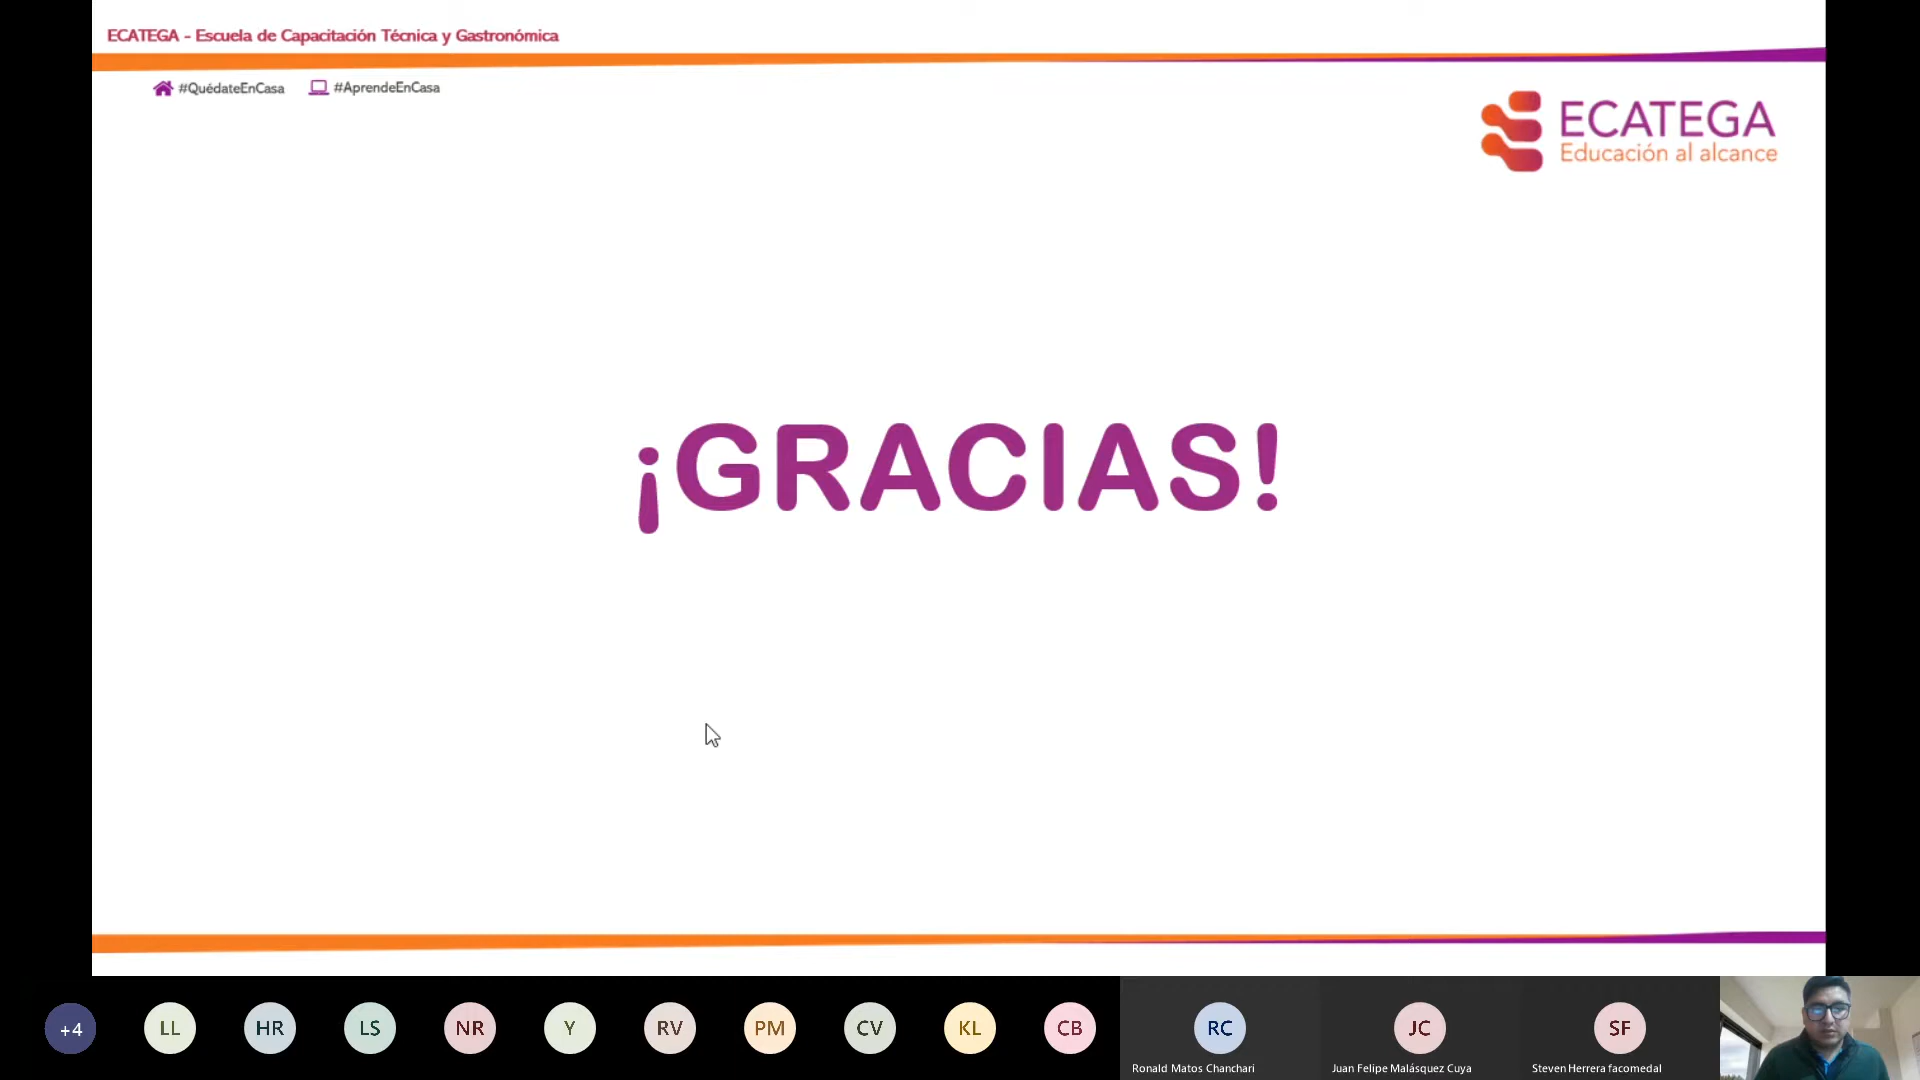 ECATEGA - Escuela de Capacitación Técnica y Gastronómica
#QuédateEnCasa #AprendeEnCasa
ECATEGA
Educación al alcance
¡GRACIAS!
+4 LL HR LS NR Y RV PM CV KL CB RC JC SF
Ronald Matos Chanchari Juan Felipe Malásquez Cuya Steven Herrera facomedal